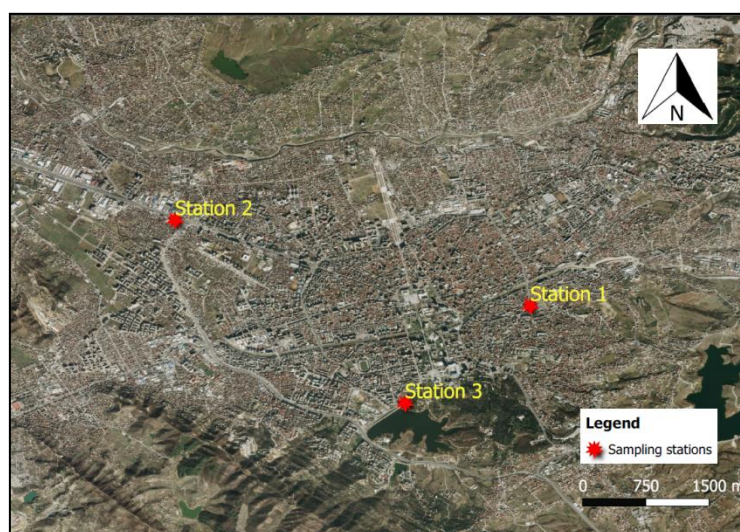 N
Station 2
Station 1
Station 3
Legend
Sampling stations
0 750 1500 m